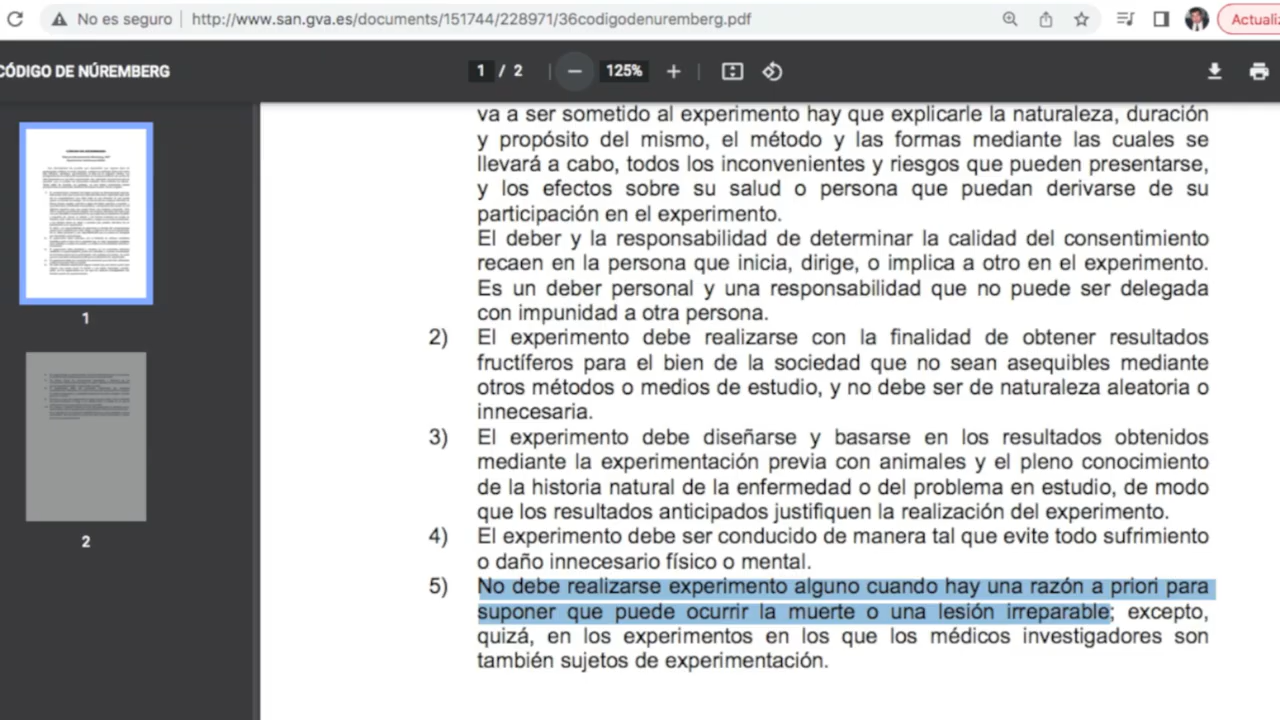 No es seguro | http://www.san.gva.es/documents/151744/228971/36codigodenuremberg.pdf
Actualiz
CÓDIGO DE NÚREMBERG
1 / 2 | − 125% +
va a ser sometido al experimento hay que explicarle la naturaleza, duración
y propósito del mismo, el método y las formas mediante las cuales se
llevará a cabo, todos los inconvenientes y riesgos que pueden presentarse,
y los efectos sobre su salud o persona que puedan derivarse de su
participación en el experimento.
El deber y la responsabilidad de determinar la calidad del consentimiento
recaen en la persona que inicia, dirige, o implica a otro en el experimento.
Es un deber personal y una responsabilidad que no puede ser delegada
con impunidad a otra persona.
2) El experimento debe realizarse con la finalidad de obtener resultados
fructíferos para el bien de la sociedad que no sean asequibles mediante
otros métodos o medios de estudio, y no debe ser de naturaleza aleatoria o
innecesaria.
3) El experimento debe diseñarse y basarse en los resultados obtenidos
mediante la experimentación previa con animales y el pleno conocimiento
de la historia natural de la enfermedad o del problema en estudio, de modo
que los resultados anticipados justifiquen la realización del experimento.
4) El experimento debe ser conducido de manera tal que evite todo sufrimiento
o daño innecesario físico o mental.
5) No debe realizarse experimento alguno cuando hay una razón a priori para
suponer que puede ocurrir la muerte o una lesión irreparable; excepto,
quizá, en los experimentos en los que los médicos investigadores son
también sujetos de experimentación.
1
2